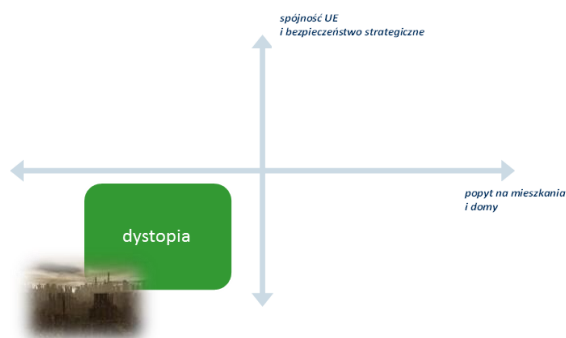 spójność UE
i bezpieczeństwo strategiczne
popyt na mieszkania
i domy
dystopia